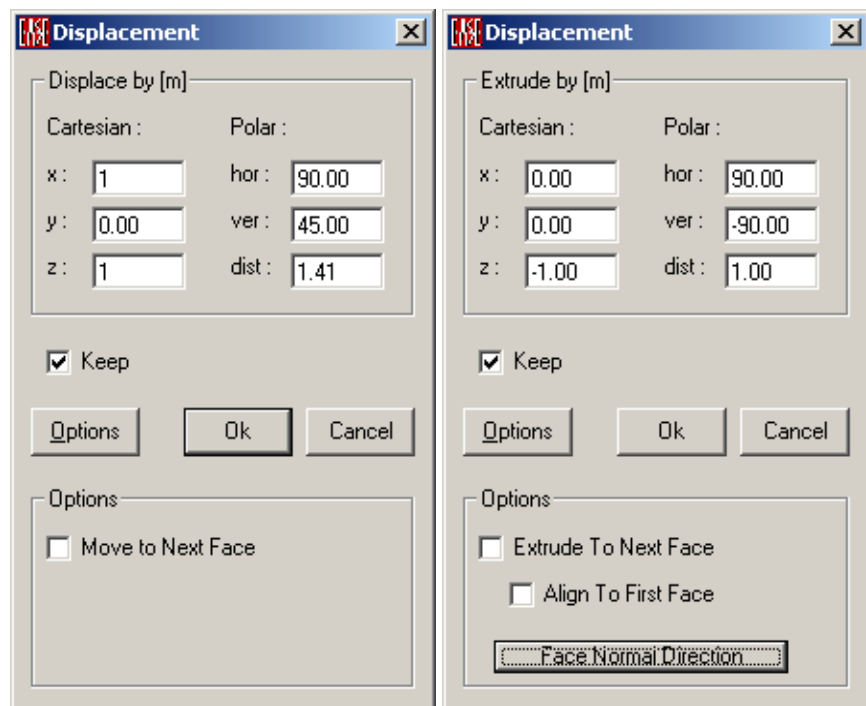 Displacement
Displace by [m]
Cartesian : Polar :
x : 1 hor : 90.00
y : 0.00 ver : 45.00
z : 1 dist : 1.41
Keep
Options Ok Cancel
Options
Move to Next Face
Displacement
Extrude by [m]
Cartesian : Polar :
x : 0.00 hor : 90.00
y : 0.00 ver : -90.00
z : -1.00 dist : 1.00
Keep
Options Ok Cancel
Options
Extrude To Next Face
Align To First Face
Face Normal Direction